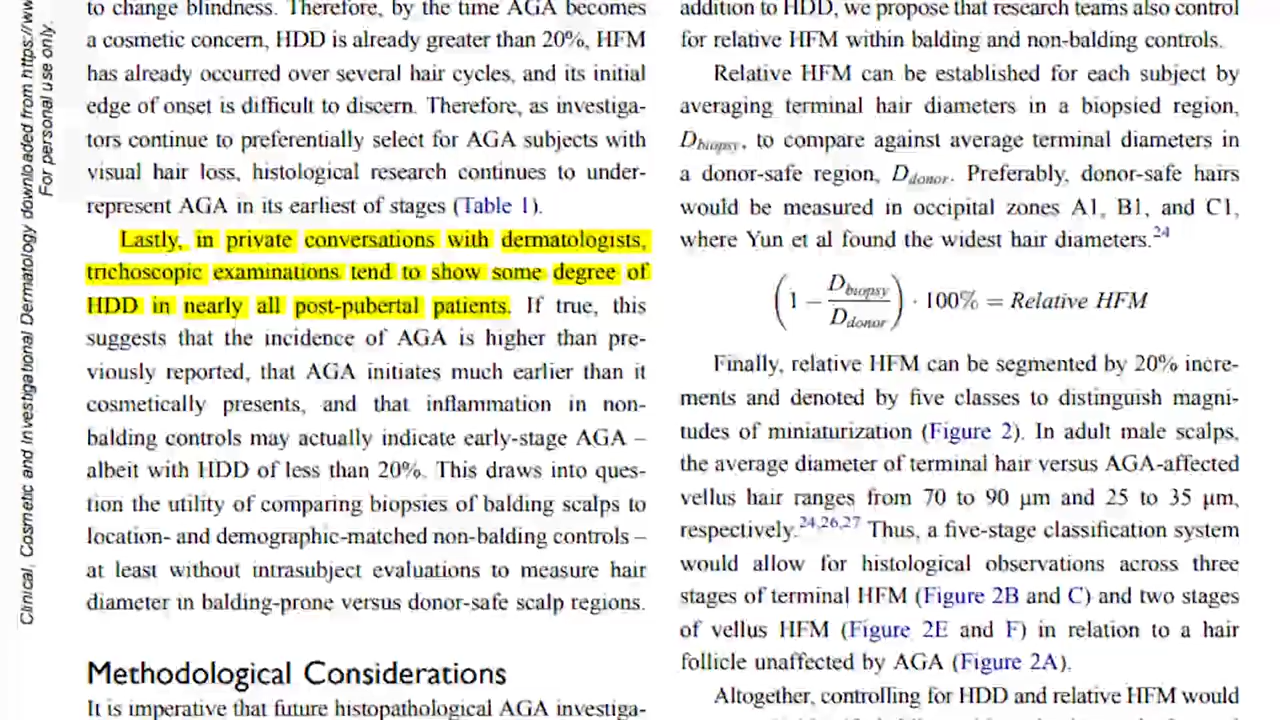 Clinical, Cosmetic and Investigational Dermatology downloaded from https://ww
For personal use only.
to change blindness. Therefore, by the time AGA becomes
a cosmetic concern, HDD is already greater than 20%, HFM
has already occurred over several hair cycles, and its initial
edge of onset is difficult to discern. Therefore, as investiga-
tors continue to preferentially select for AGA subjects with
visual hair loss, histological research continues to under-
represent AGA in its earliest of stages (Table 1).
Lastly, in private conversations with dermatologists,
trichoscopic examinations tend to show some degree of
HDD in nearly all post-pubertal patients. If true, this
suggests that the incidence of AGA is higher than pre-
viously reported, that AGA initiates much earlier than it
cosmetically presents, and that inflammation in non-
balding controls may actually indicate early-stage AGA –
albeit with HDD of less than 20%. This draws into ques-
tion the utility of comparing biopsies of balding scalps to
location- and demographic-matched non-balding controls –
at least without intrasubject evaluations to measure hair
diameter in balding-prone versus donor-safe scalp regions.
Methodological Considerations
It is imperative that future histopathological AGA investiga-
addition to HDD, we propose that research teams also control
for relative HFM within balding and non-balding controls.
Relative HFM can be established for each subject by
averaging terminal hair diameters in a biopsied region,
D_biopsy, to compare against average terminal diameters in
a donor-safe region, D_donor. Preferably, donor-safe hairs
would be measured in occipital zones A1, B1, and C1,
where Yun et al found the widest hair diameters.24
(1 − D_biopsy / D_donor) · 100% = Relative HFM
Finally, relative HFM can be segmented by 20% incre-
ments and denoted by five classes to distinguish magni-
tudes of miniaturization (Figure 2). In adult male scalps,
the average diameter of terminal hair versus AGA-affected
vellus hair ranges from 70 to 90 µm and 25 to 35 µm,
respectively.24,26,27 Thus, a five-stage classification system
would allow for histological observations across three
stages of terminal HFM (Figure 2B and C) and two stages
of vellus HFM (Figure 2E and F) in relation to a hair
follicle unaffected by AGA (Figure 2A).
Altogether, controlling for HDD and relative HFM would